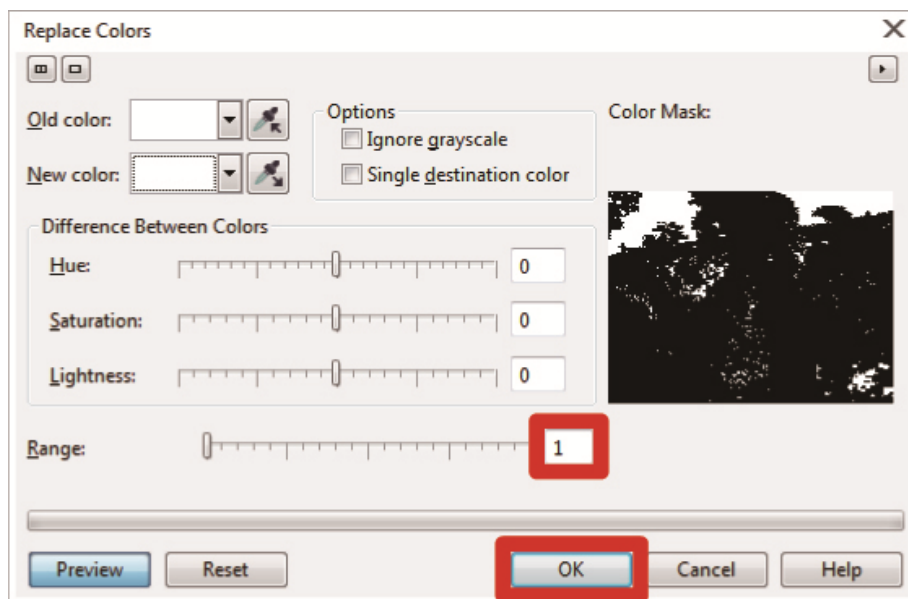 Replace Colors
Old color:
Options
Color Mask:
Ignore grayscale
New color:
Single destination color
Difference Between Colors
Hue:
0
Saturation:
0
Lightness:
0
Range:
1
Preview
Reset
OK
Cancel
Help